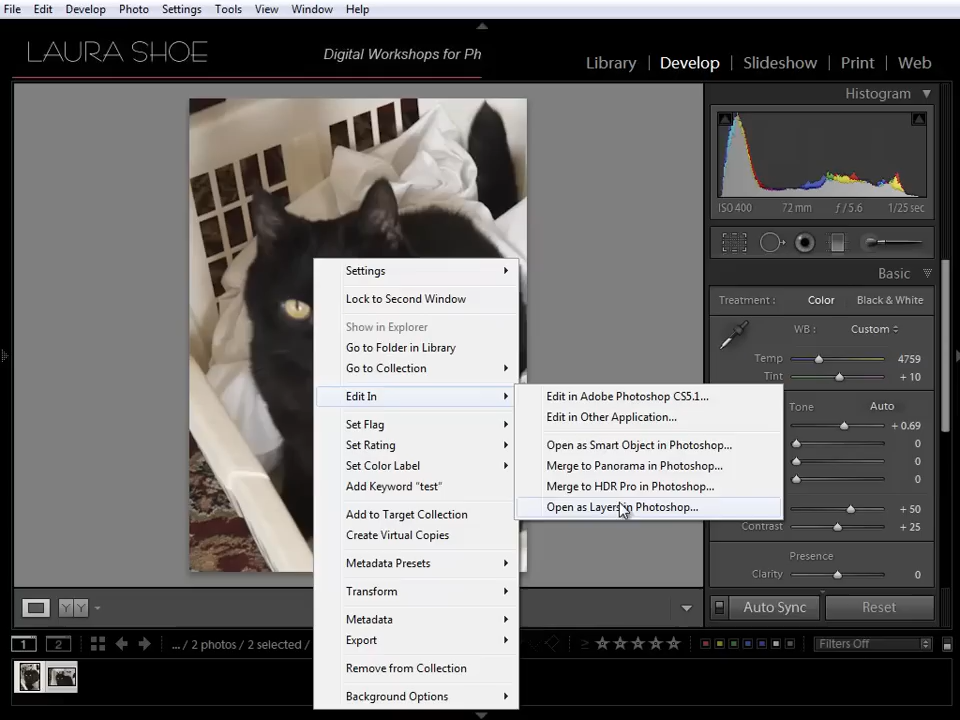 File Edit Develop Photo Settings Tools View Window Help
LAURA SHOE
Digital Workshops for Ph
Library | Develop | Slideshow | Print | Web
Histogram
ISO 400 72 mm ƒ / 5.6 1/25 sec
Basic
Treatment : Color Black & White
WB : Custom
Temp 4759
Tint + 10
Tone Auto
+ 0.69
0
0
0
+ 50
Contrast + 25
Presence
Clarity 0
Settings
Lock to Second Window
Show in Explorer
Go to Folder in Library
Go to Collection
Edit In
Set Flag
Set Rating
Set Color Label
Add Keyword "test"
Add to Target Collection
Create Virtual Copies
Metadata Presets
Transform
Metadata
Export
Remove from Collection
Background Options
Edit in Adobe Photoshop CS5.1...
Edit in Other Application...
Open as Smart Object in Photoshop...
Merge to Panorama in Photoshop...
Merge to HDR Pro in Photoshop...
Open as Layers in Photoshop...
Y Y
Auto Sync Reset
1 2 ... / 2 photos / 2 selected / ≥ Filters Off